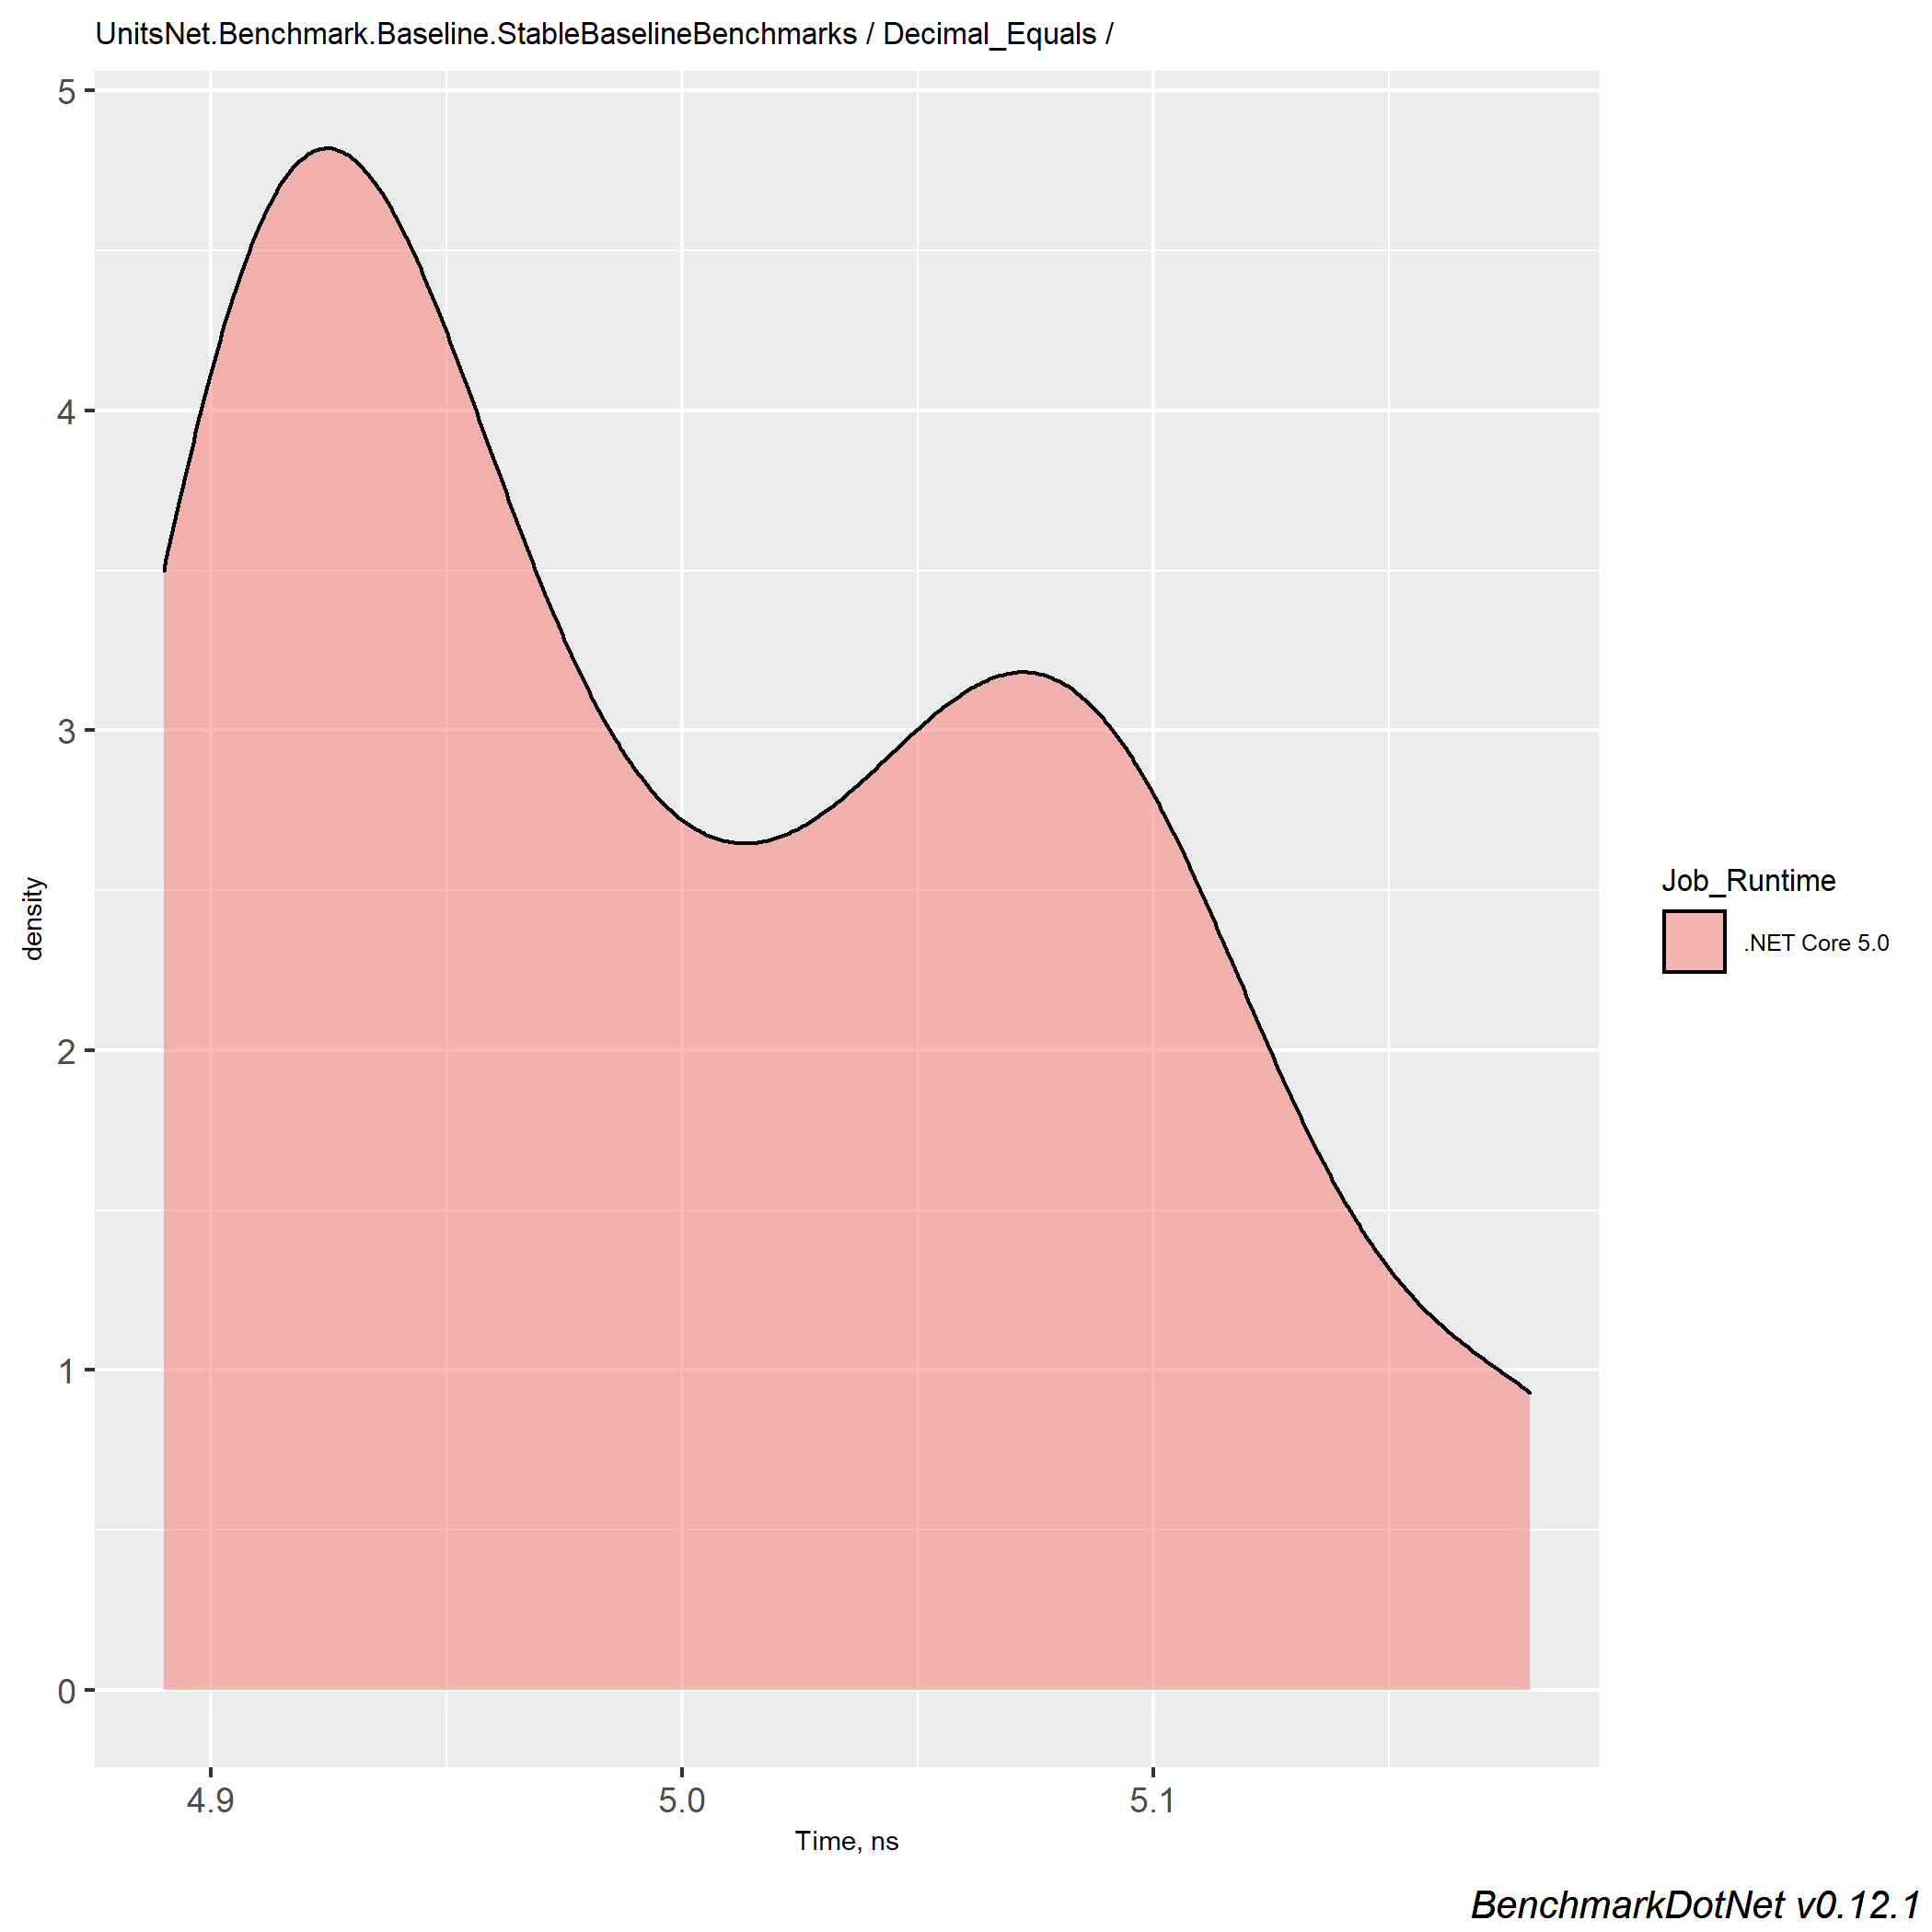 UnitsNet.Benchmark.Baseline.StableBaselineBenchmarks / Decimal_Equals /
5
4
3
2
1
0
density
4.9 5.0 5.1
Time, ns
Job_Runtime
.NET Core 5.0
BenchmarkDotNet v0.12.1